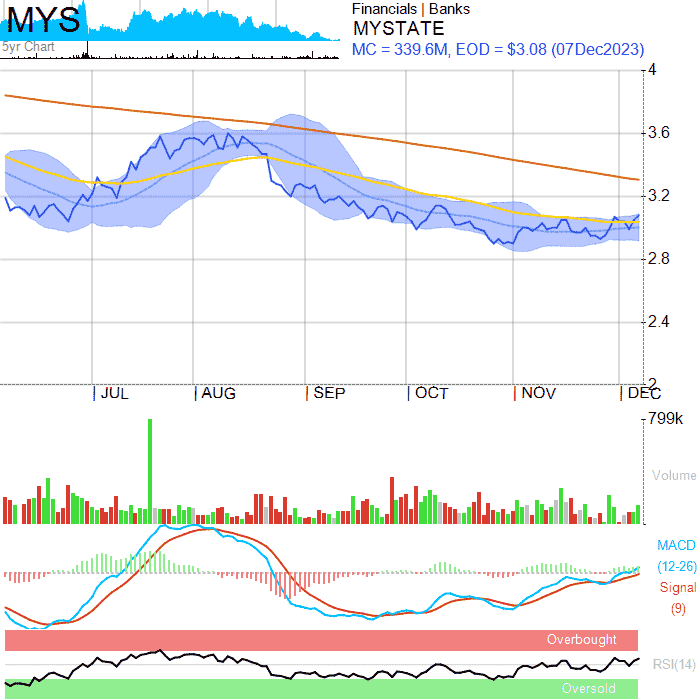 MYS
5yr Chart
Financials | Banks
MYSTATE
MC = 339.6M, EOD = $3.08 (07Dec2023)
4
3.6
3.2
2.8
2.4
2
JUL AUG SEP OCT NOV DEC
799k
Volume
MACD
(12-26)
Signal
(9)
Overbought
RSI(14)
Oversold